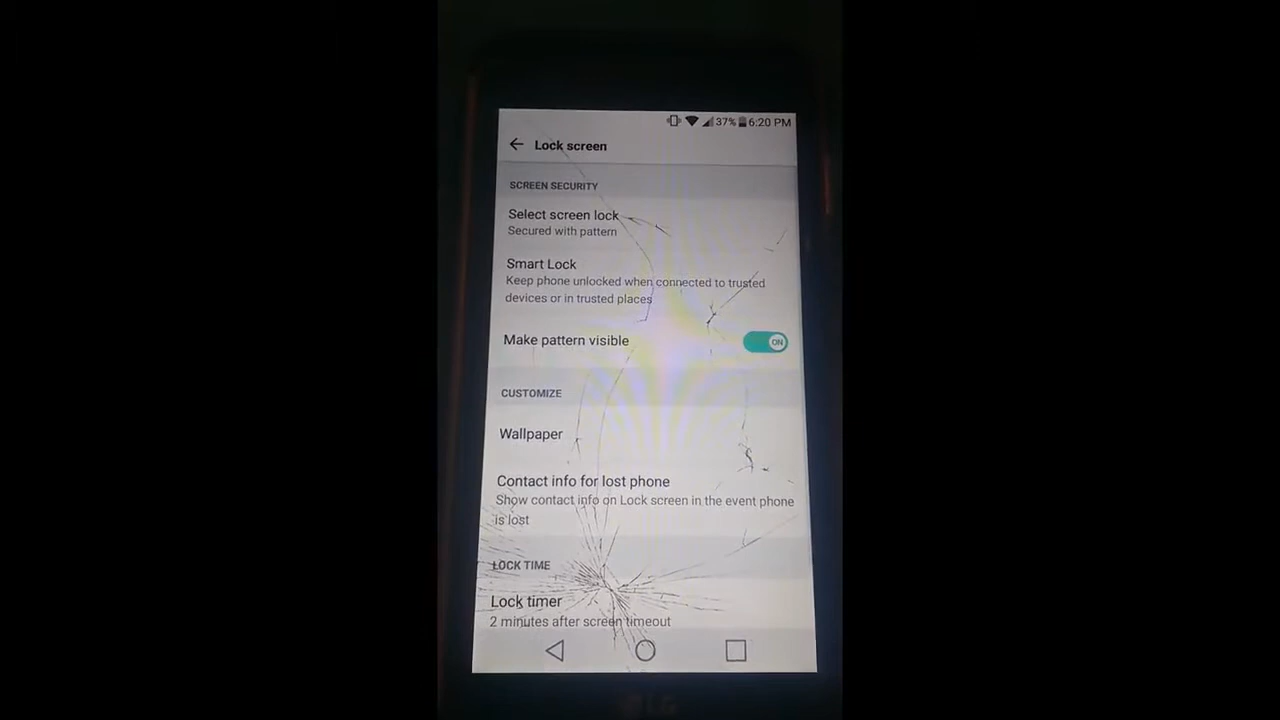 37% 6:20 PM
Lock screen
SCREEN SECURITY
Select screen lock
Secured with pattern
Smart Lock
Keep phone unlocked when connected to trusted
devices or in trusted places
Make pattern visible
ON
CUSTOMIZE
Wallpaper
Contact info for lost phone
Show contact info on Lock screen in the event phone
is lost
LOCK TIME
Lock timer
2 minutes after screen timeout
LG